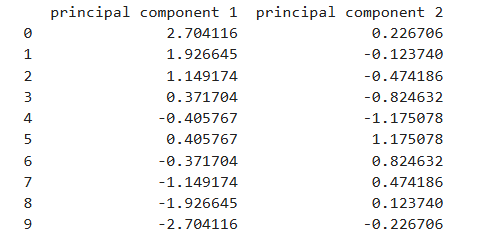 principal component 1 principal component 2
0 2.704116 0.226706
1 1.926645 -0.123740
2 1.149174 -0.474186
3 0.371704 -0.824632
4 -0.405767 -1.175078
5 0.405767 1.175078
6 -0.371704 0.824632
7 -1.149174 0.474186
8 -1.926645 0.123740
9 -2.704116 -0.226706